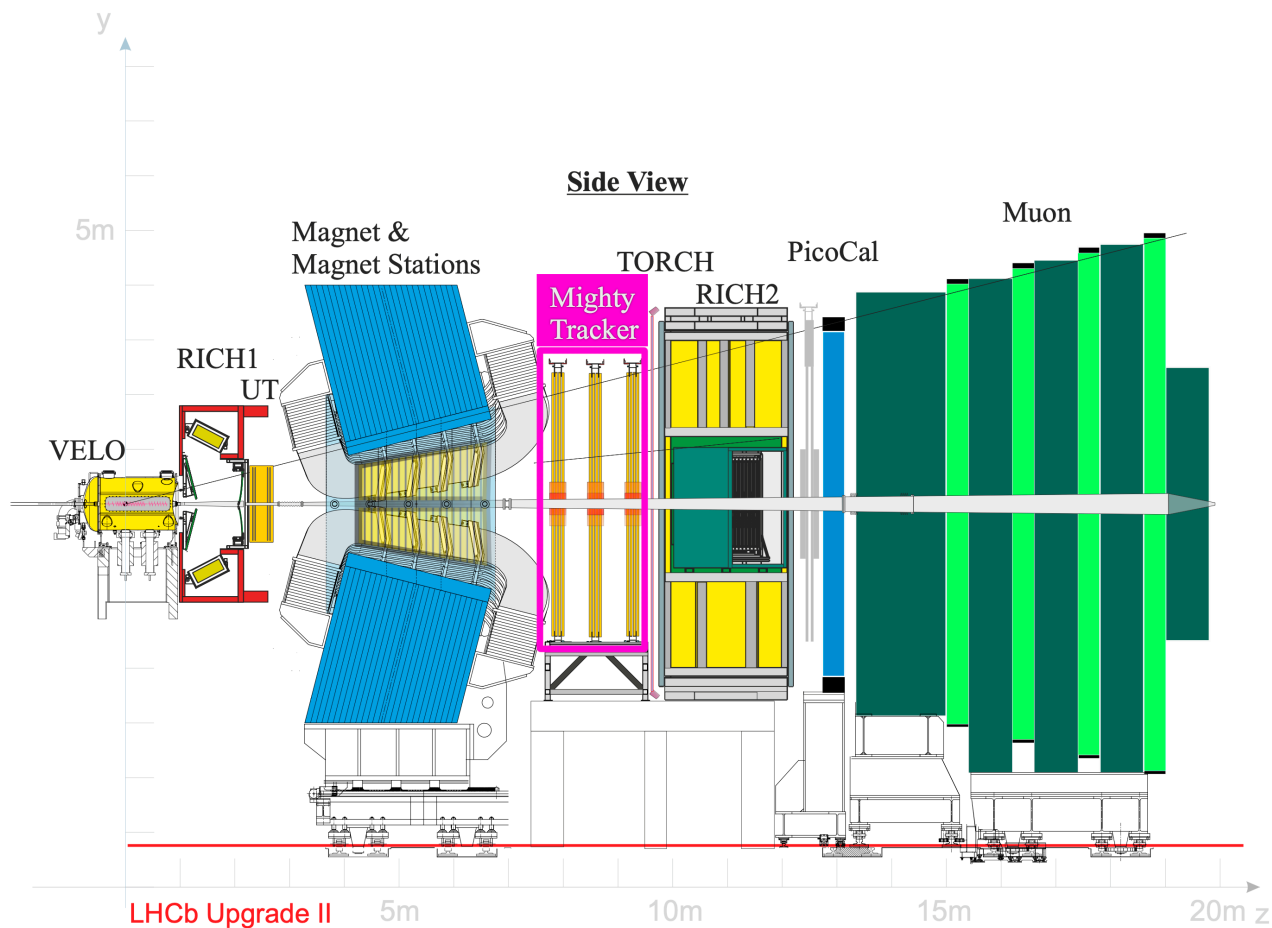 y
Side View
5m
Magnet &
Magnet Stations
Muon
PicoCal
TORCH
RICH2
Mighty
Tracker
RICH1
UT
VELO
LHCb Upgrade II
5m
10m
15m
20m
z